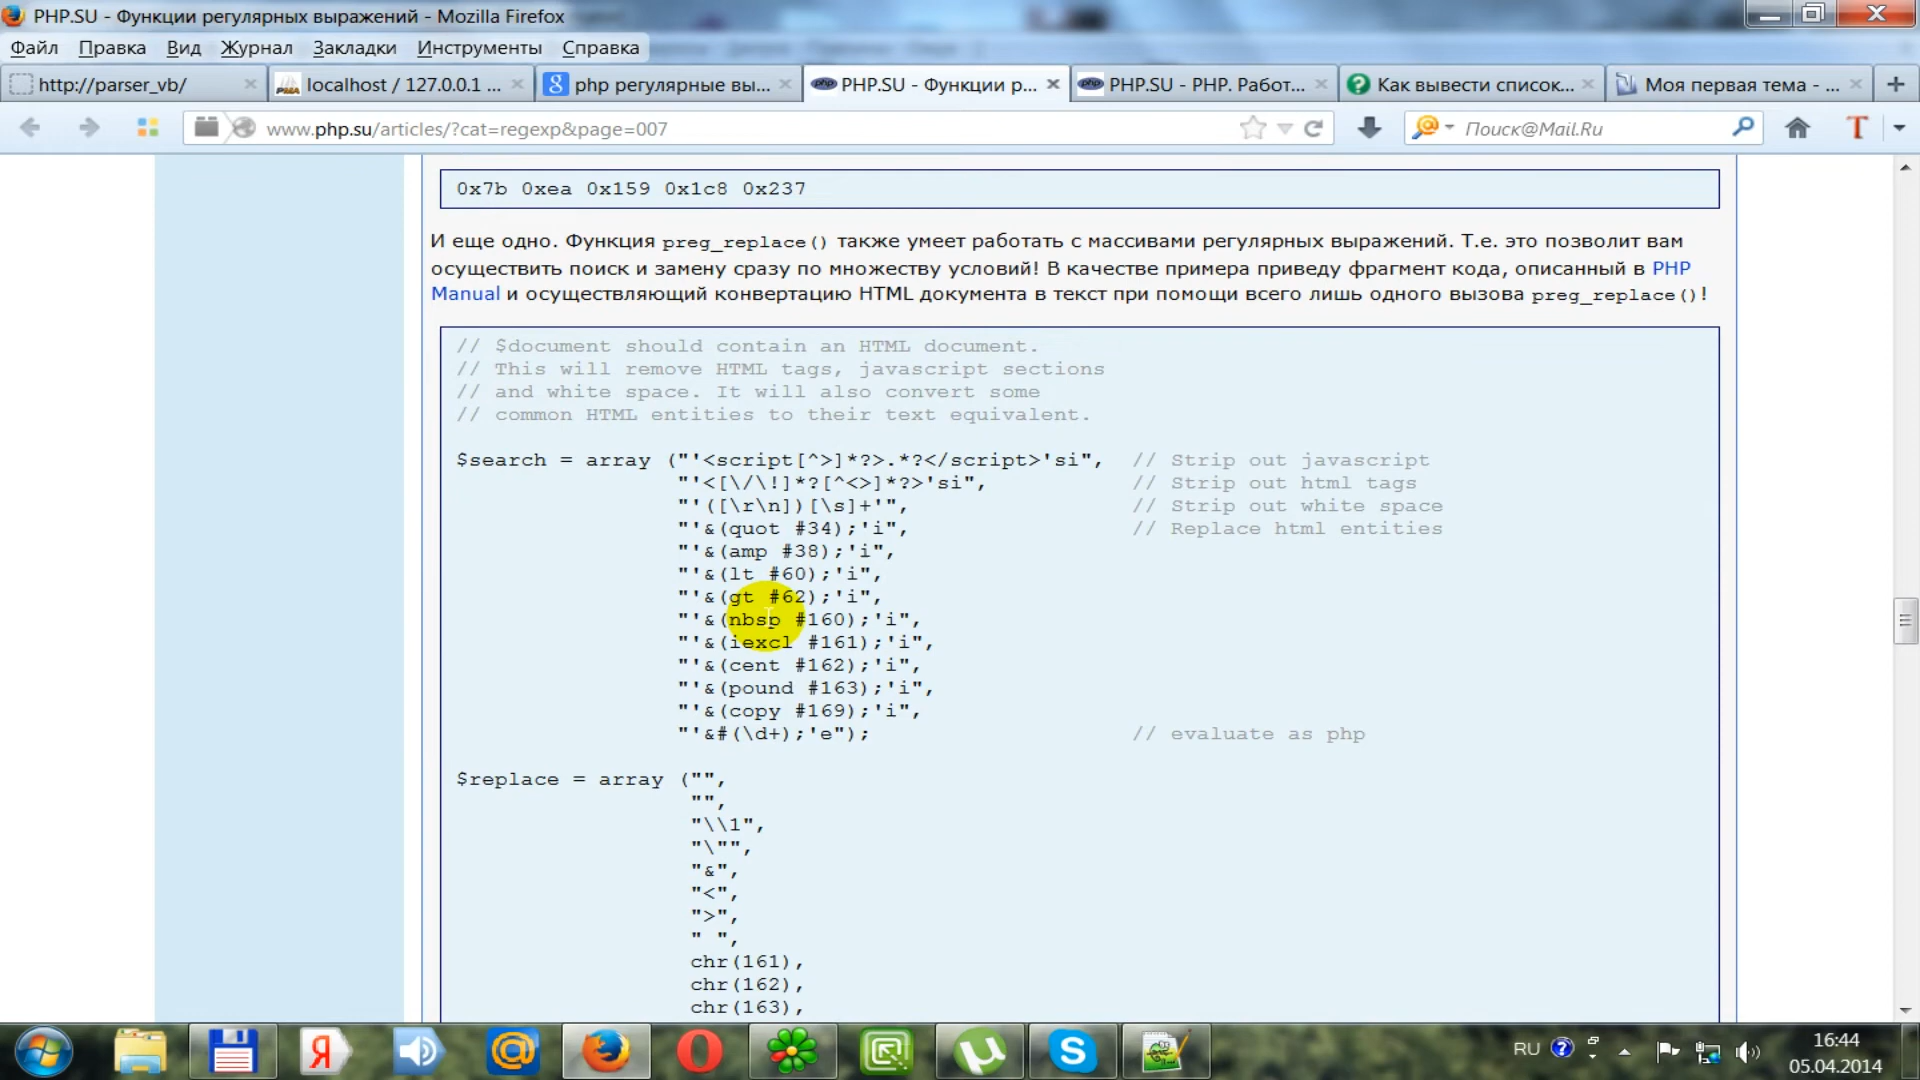 PHP.SU - Функции регулярных выражений - Mozilla Firefox
Файл Правка Вид Журнал Закладки Инструменты Справка
http://parser_vb/ localhost / 127.0.0.1 ... php регулярные вы... PHP.SU - Функции р... PHP.SU - PHP. Работ... Как вывести список... Моя первая тема - ...
www.php.su/articles/?cat=regexp&page=007 Поиск@Mail.Ru
0x7b 0xea 0x159 0x1c8 0x237
И еще одно. Функция preg_replace() также умеет работать с массивами регулярных выражений. Т.е. это позволит вам
осуществить поиск и замену сразу по множеству условий! В качестве примера приведу фрагмент кода, описанный в PHP
Manual и осуществляющий конвертацию HTML документа в текст при помощи всего лишь одного вызова preg_replace()!
// $document should contain an HTML document.
// This will remove HTML tags, javascript sections
// and white space. It will also convert some
// common HTML entities to their text equivalent.
$search = array ("'<script[^>]*?>.*?</script>'si", // Strip out javascript
"'<[\/\!]*?[^<>]*?>'si", // Strip out html tags
"'([\r\n])[\s]+'", // Strip out white space
"'&(quot #34);'i", // Replace html entities
"'&(amp #38);'i",
"'&(lt #60);'i",
"'&(gt #62);'i",
"'&(nbsp #160);'i",
"'&(iexcl #161);'i",
"'&(cent #162);'i",
"'&(pound #163);'i",
"'&(copy #169);'i",
"'&#(\d+);'e"); // evaluate as php
$replace = array ("",
"",
"\\1",
"\"",
"&",
"<",
">",
" ",
chr(161),
chr(162),
chr(163),
RU 16:44
05.04.2014